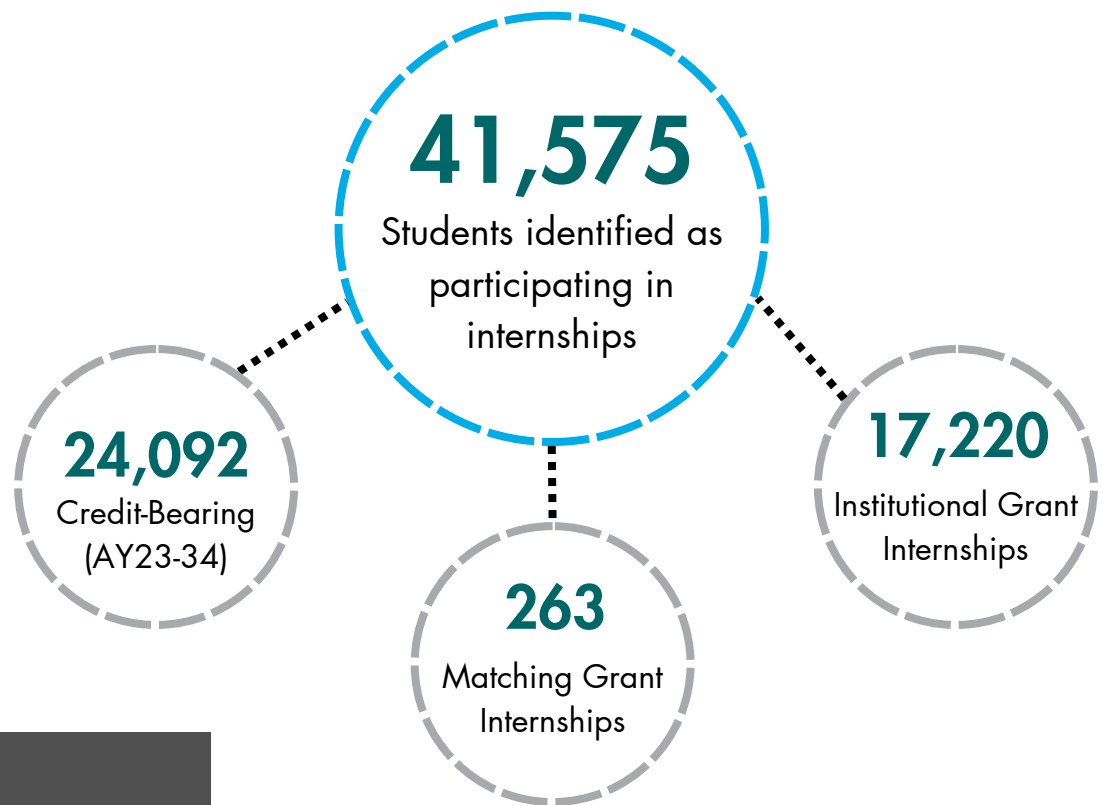 41,575
Students identified as
participating in
internships
24,092
Credit-Bearing
(AY23-34)
263
Matching Grant
Internships
17,220
Institutional Grant
Internships